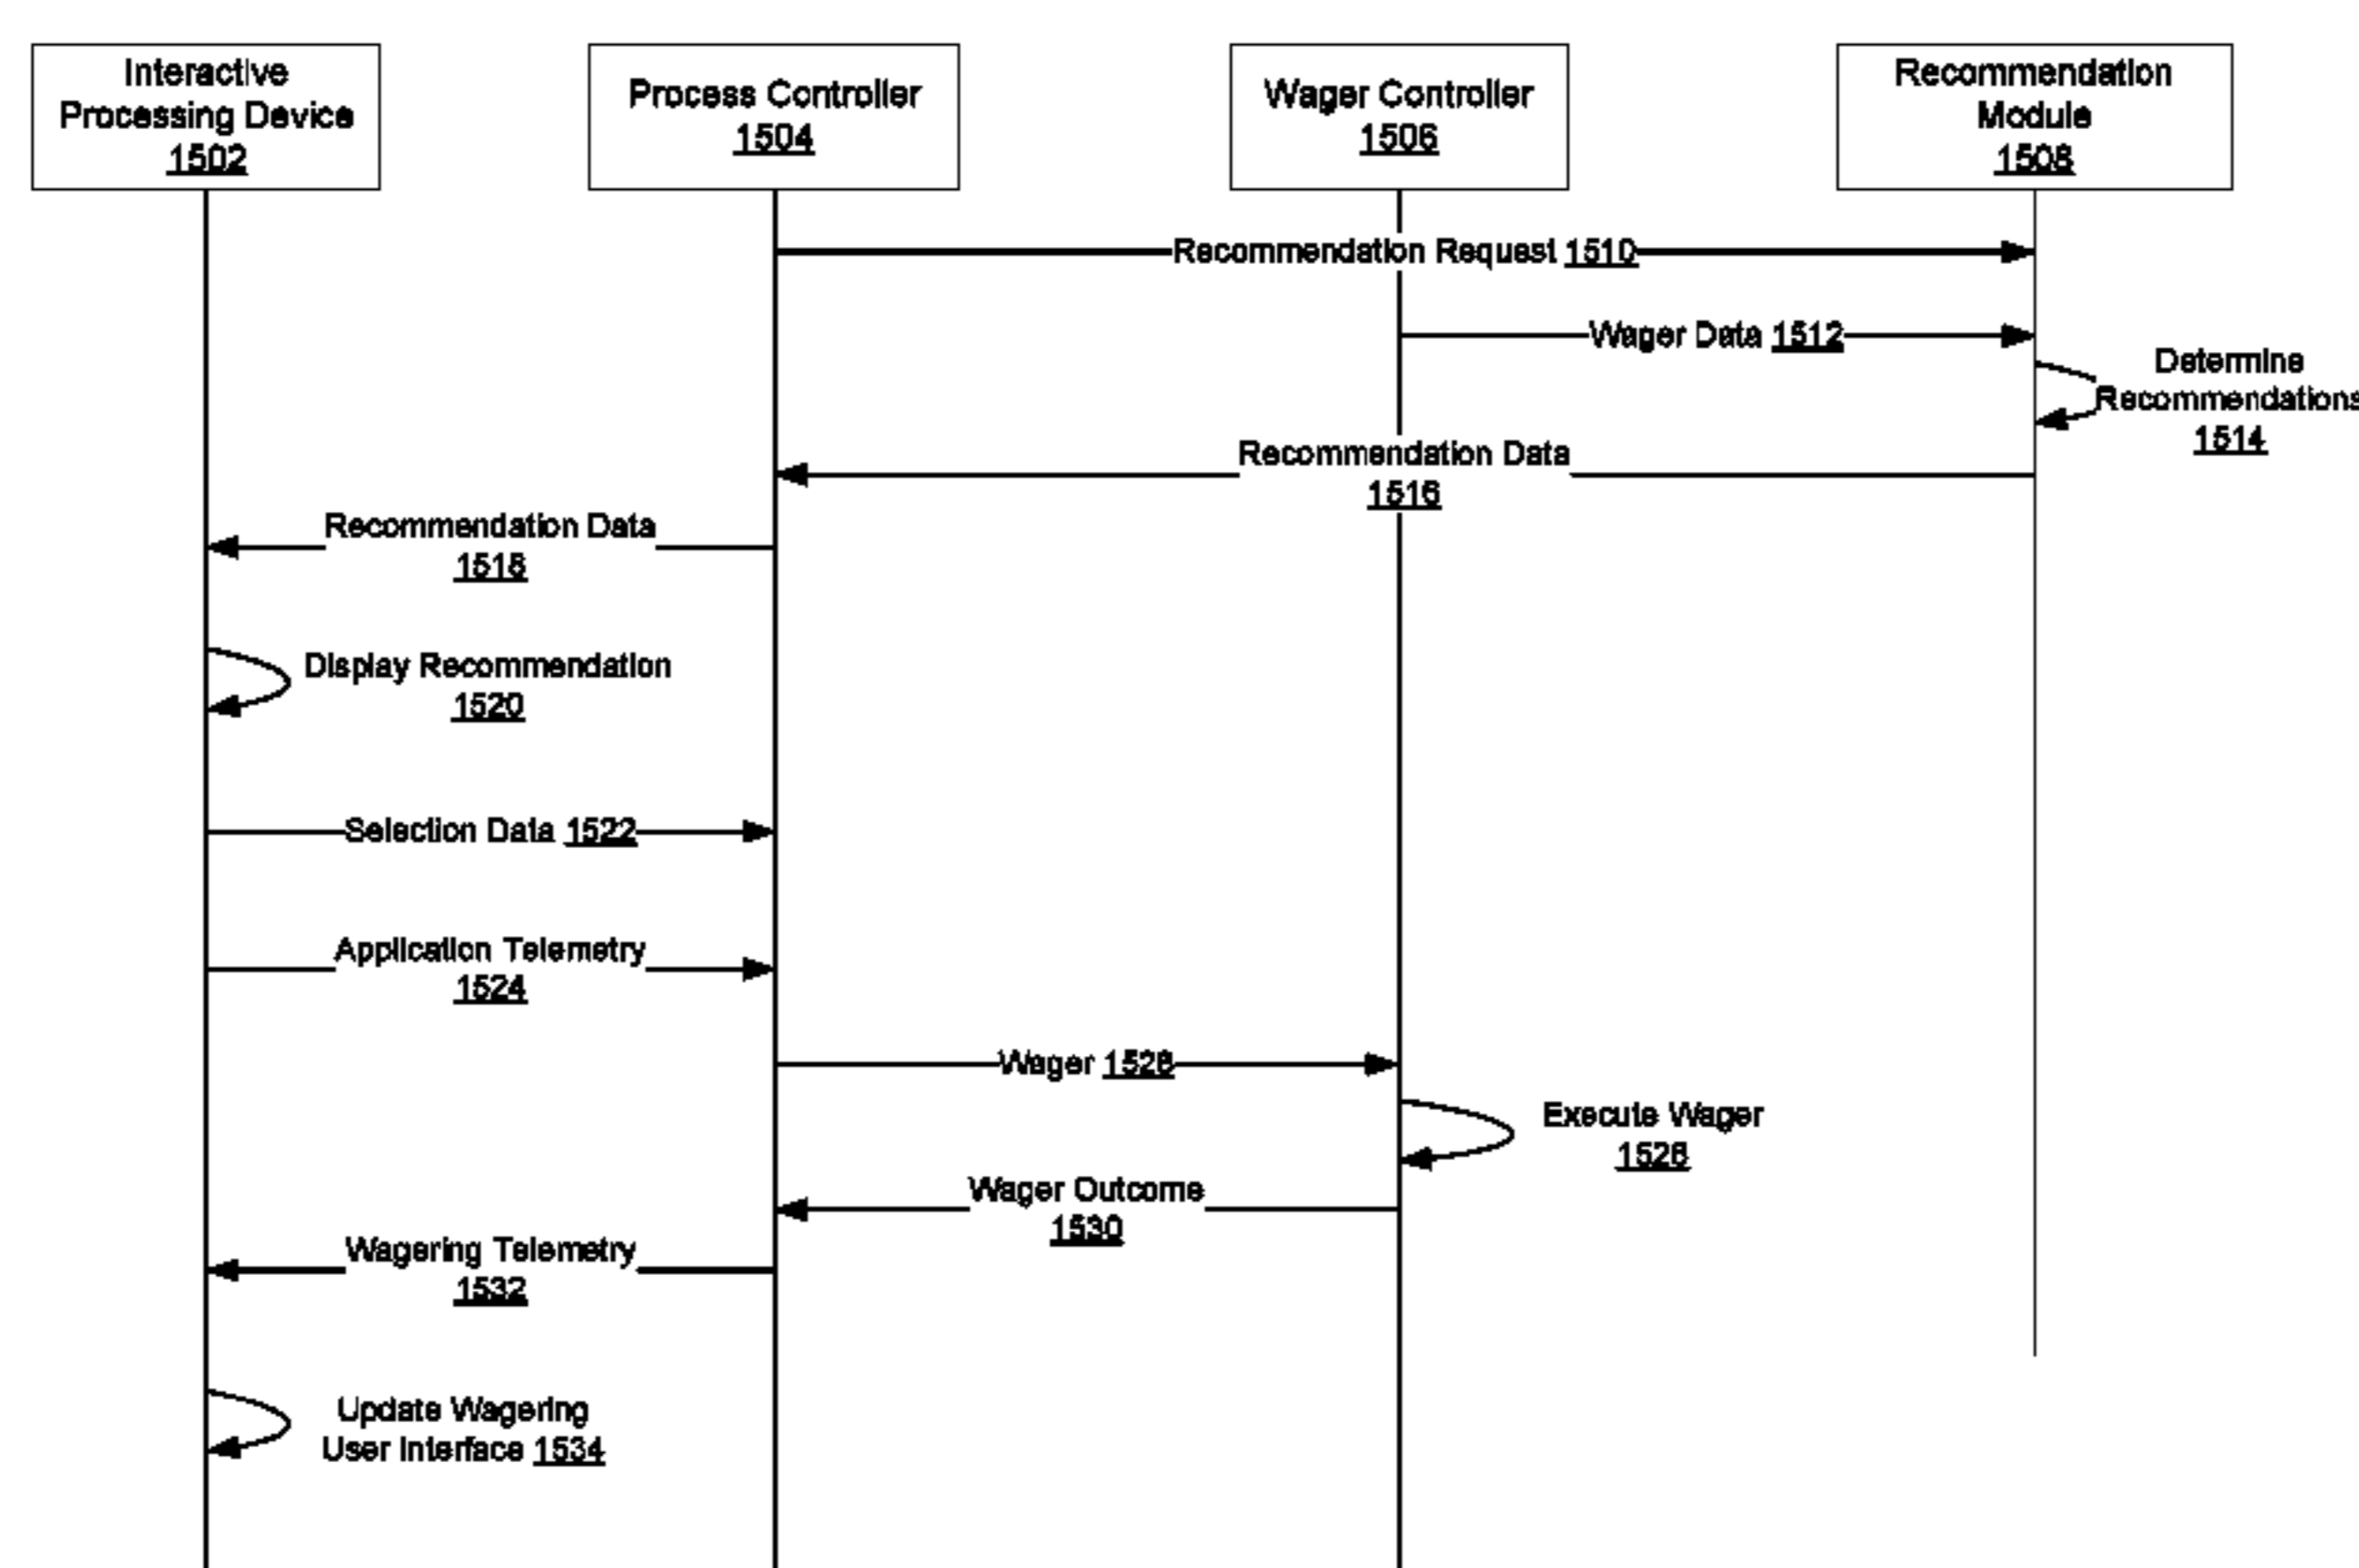 Interactive
Processing Device
1502
Process Controller
1504
Wager Controller
1506
Recommendation
Module
1508
Recommendation Request 1510
Wager Data 1512
Determine
Recommendations
1514
Recommendation Data
1516
Recommendation Data
1518
Display Recommendation
1520
Selection Data 1522
Application Telemetry
1524
Wager 1526
Execute Wager
1528
Wager Outcome
1530
Wagering Telemetry
1532
Update Wagering
User Interface 1534